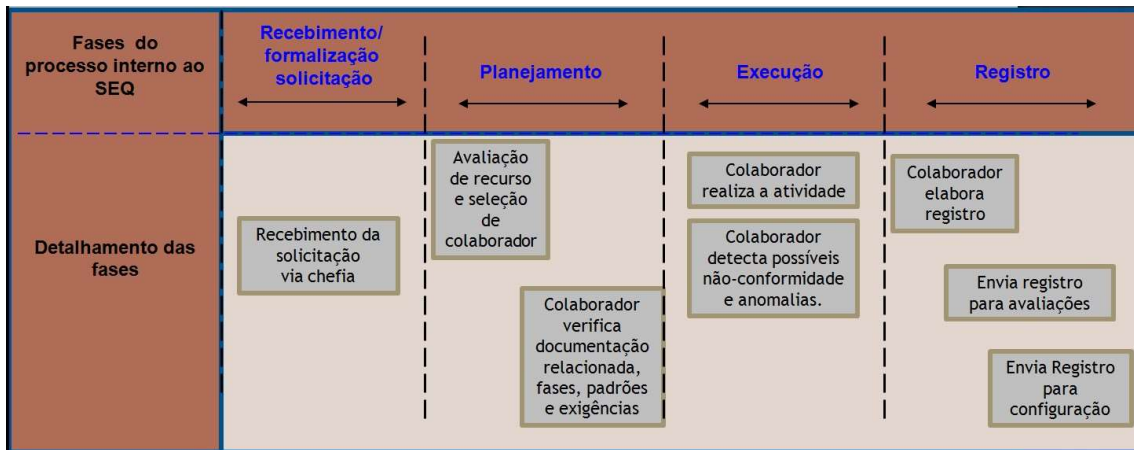 Fases do
processo interno ao
SEQ
Recebimento/
formalização
solicitação
Planejamento
Execução
Registro
Detalhamento das
fases
Recebimento da
solicitação
via chefia
Avaliação
de recurso
e seleção
de
colaborador
Colaborador
verifica
documentação
relacionada,
fases, padrões
e exigências
Colaborador
realiza a atividade
Colaborador
detecta possíveis
não-conformidade
e anomalias.
Colaborador
elabora
registro
Envia registro
para avaliações
Envia Registro
para
configuração